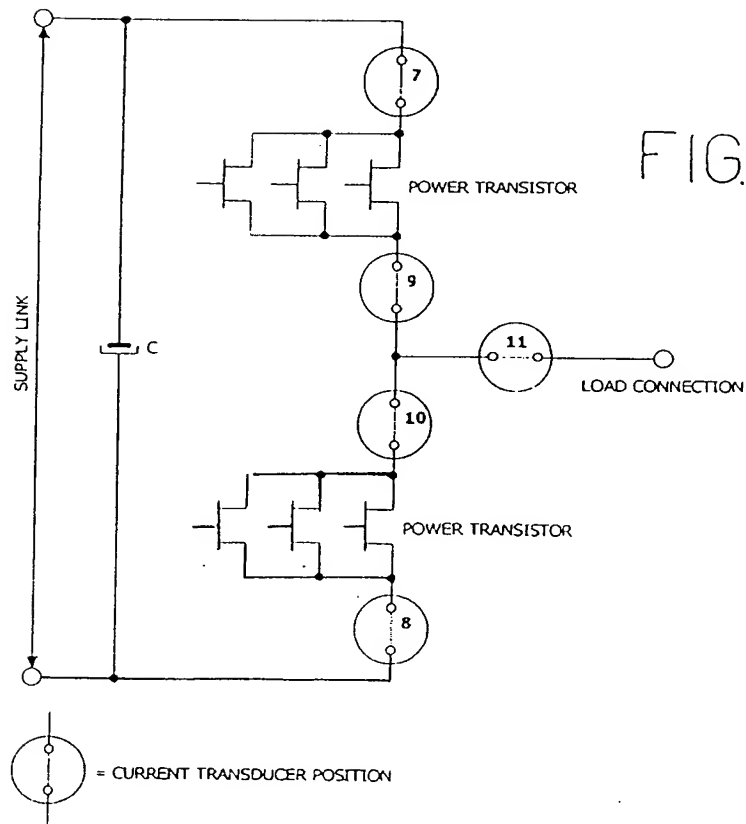 7
FIG.
POWER TRANSISTOR
9
SUPPLY LINK
C
11
LOAD CONNECTION
10
POWER TRANSISTOR
8
= CURRENT TRANSDUCER POSITION